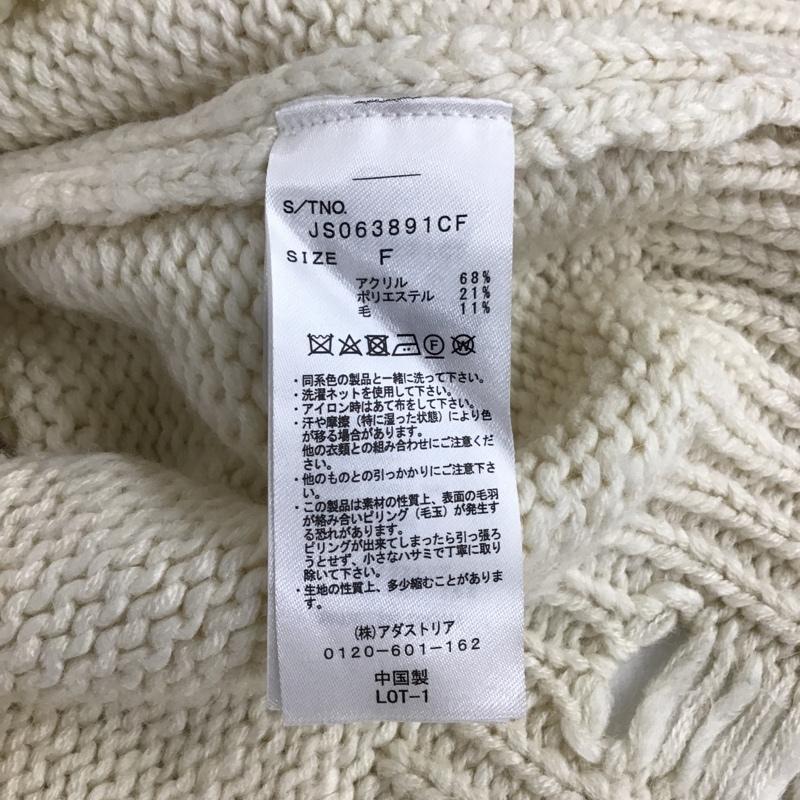 S/TNO.
JS063891CF
SIZE F
アクリル 68%
ポリエステル 21%
毛 11%
F W
・同系色の製品と一緒に洗って下さい。
・洗濯ネットを使用して下さい。
・アイロン時はあて布をして下さい。
・汗や摩擦（特に湿った状態）により色
が移る場合があります。
他の衣類との組み合わせにご注意くだ
さい。
・他のものとの引っかかりにご注意下さ
い。
・この製品は素材の性質上、表面の毛羽
が絡み合いピリング（毛玉）が発生す
る恐れがあります。
ピリングが出来てしまったら引っ張ろ
うとせず、小さなハサミで丁寧に取り
除いて下さい。
・生地の性質上、多少縮むことがありま
す。
（株）アダストリア
0120-601-162
中国製
LOT-1